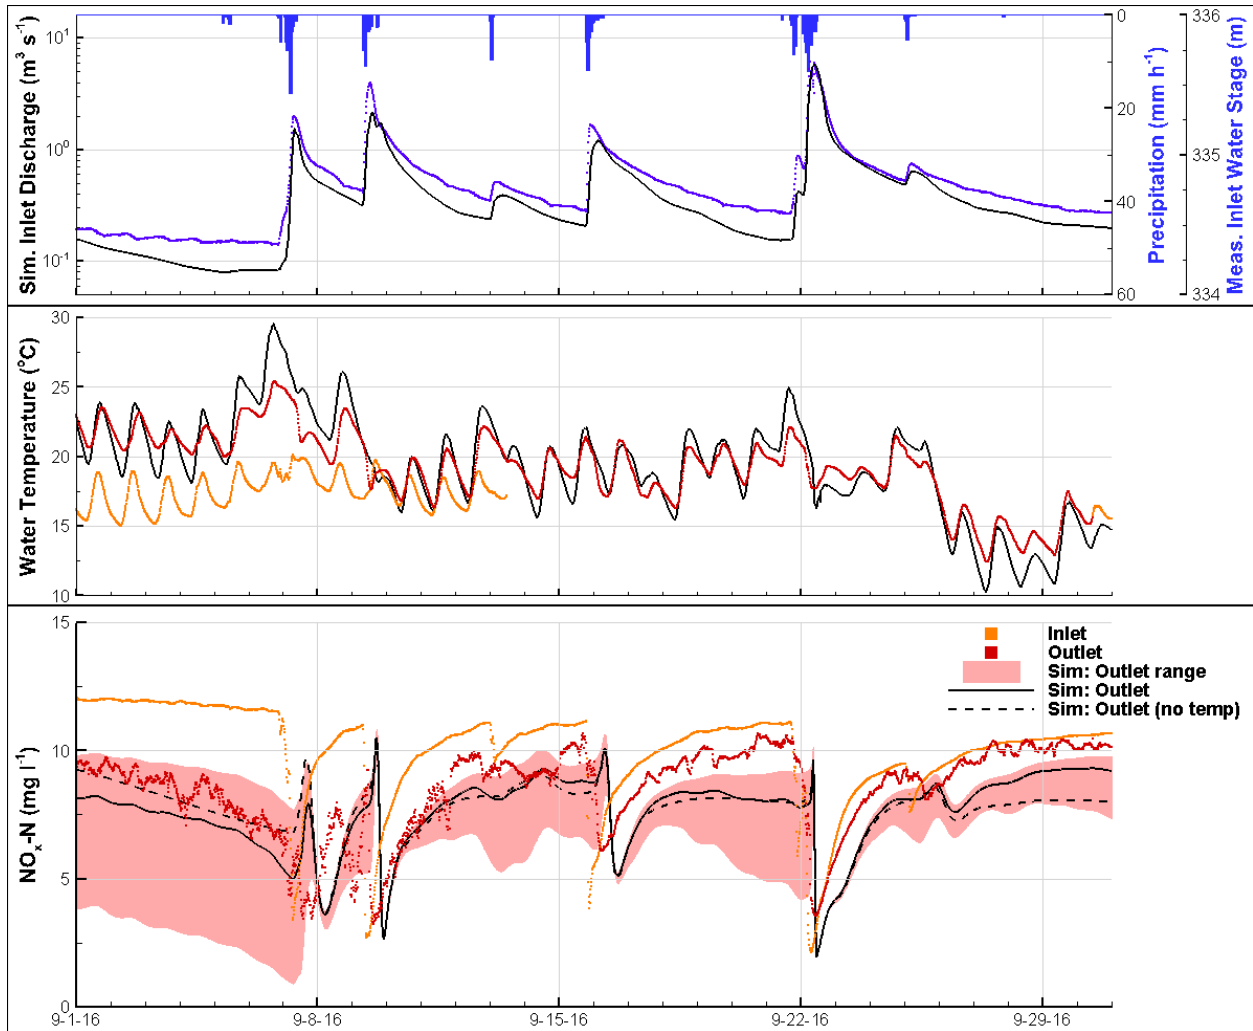 Sim. Inlet Discharge (m³ s⁻¹)
10¹
10⁰
10⁻¹
0
20
40
60
Precipitation (mm h⁻¹)
336
335
334
Meas. Inlet Water Stage (m)
Water Temperature (°C)
30
25
20
15
10
NOₓ-N (mg l⁻¹)
15
10
5
0
Inlet
Outlet
Sim: Outlet range
Sim: Outlet
Sim: Outlet (no temp)
9-1-16
9-8-16
9-15-16
9-22-16
9-29-16